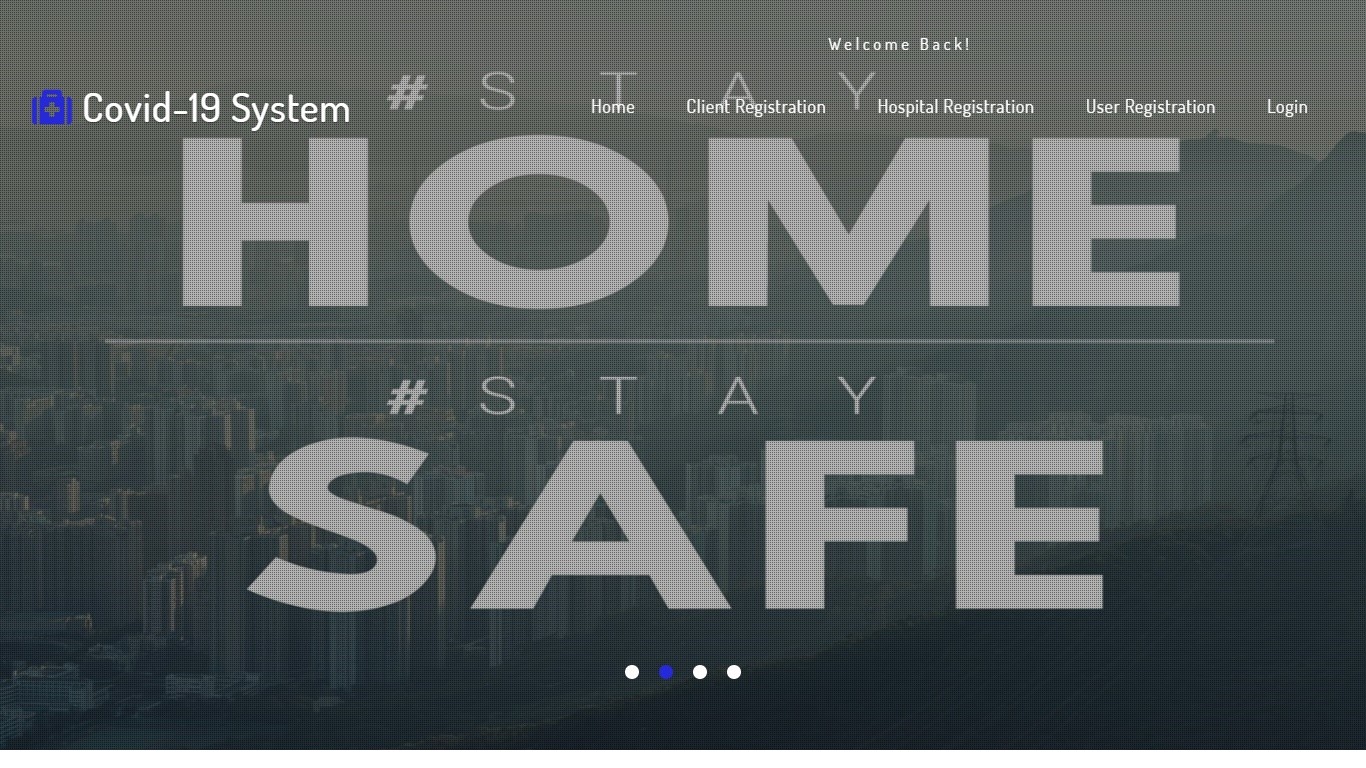 Welcome Back!
# S T A Y
Covid-19 System
Home Client Registration Hospital Registration User Registration Login
HOME
# S T A Y
SAFE